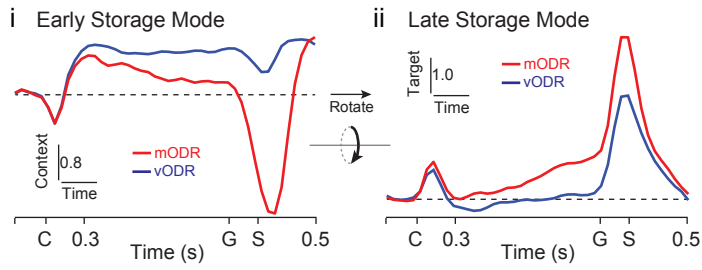 i Early Storage Mode
Context
0.8
Time
mODR
vODR
C 0.3 G S 0.5
Time (s)
Rotate
ii Late Storage Mode
Target
1.0
Time
mODR
vODR
C 0.3 G S 0.5
Time (s)